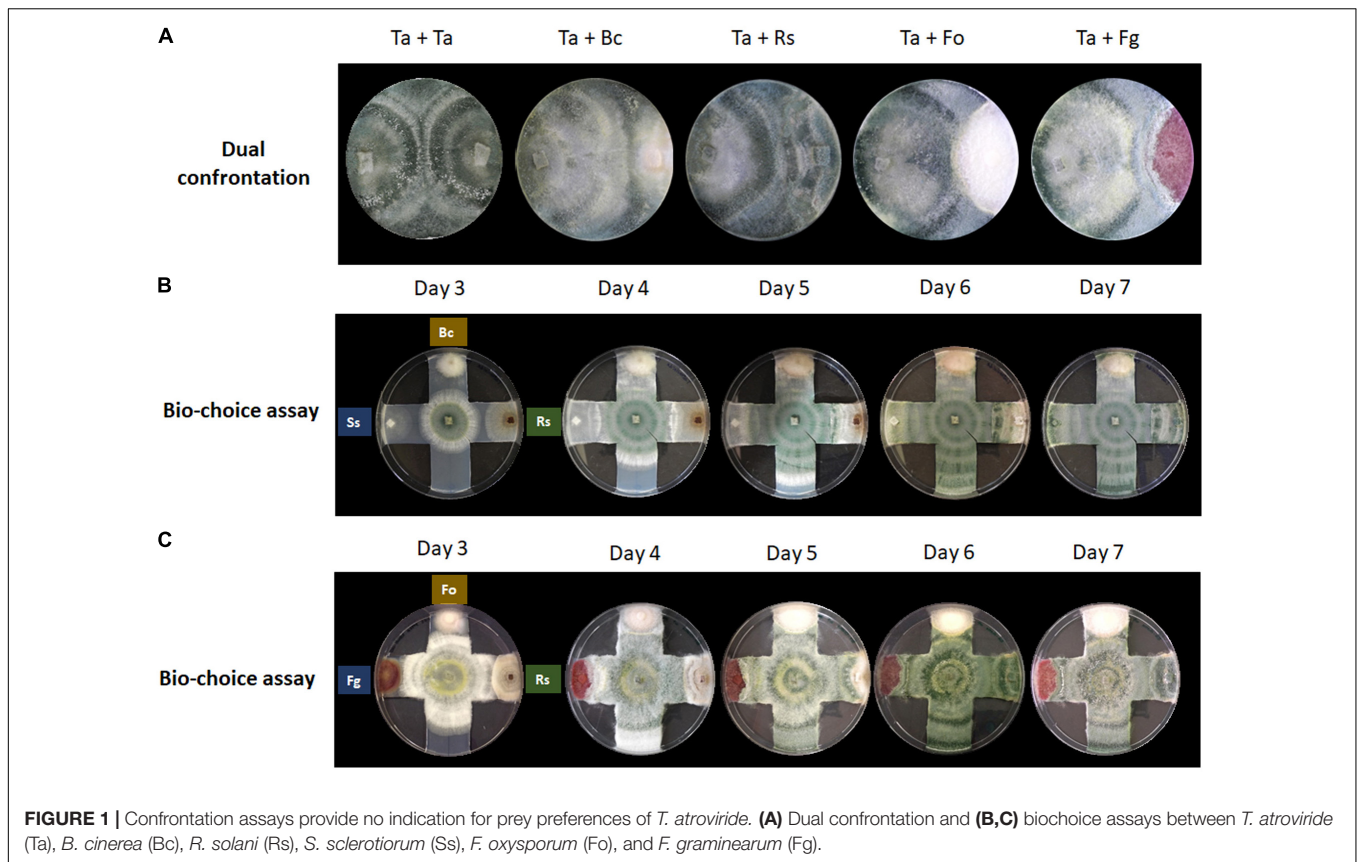 A
Ta + Ta Ta + Bc Ta + Rs Ta + Fo Ta + Fg
Dual
confrontation
B
Day 3 Day 4 Day 5 Day 6 Day 7
Bc
Bio-choice assay
Ss
Rs
C
Day 3 Day 4 Day 5 Day 6 Day 7
Fo
Bio-choice assay
Fg
Rs
FIGURE 1 | Confrontation assays provide no indication for prey preferences of T. atroviride. (A) Dual confrontation and (B,C) biochoice assays between T. atroviride
(Ta), B. cinerea (Bc), R. solani (Rs), S. sclerotiorum (Ss), F. oxysporum (Fo), and F. graminearum (Fg).